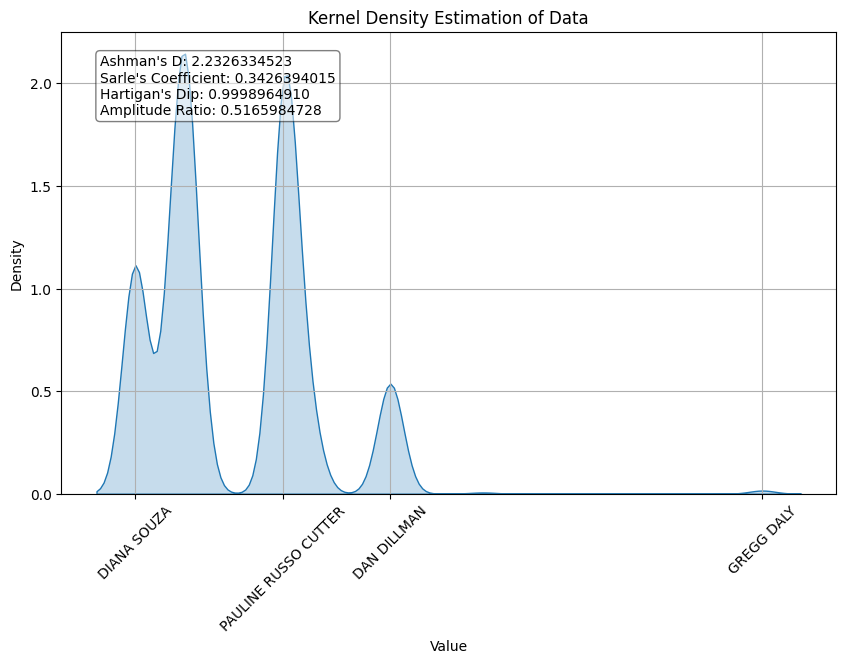 Kernel Density Estimation of Data
Ashman's D: 2.2326334523
Sarle's Coefficient: 0.3426394015
Hartigan's Dip: 0.9998964910
Amplitude Ratio: 0.5165984728
2.0
1.5
1.0
0.5
0.0
Density
DIANA SOUZA
PAULINE RUSSO CUTTER
DAN DILLMAN
GREGG DALY
Value